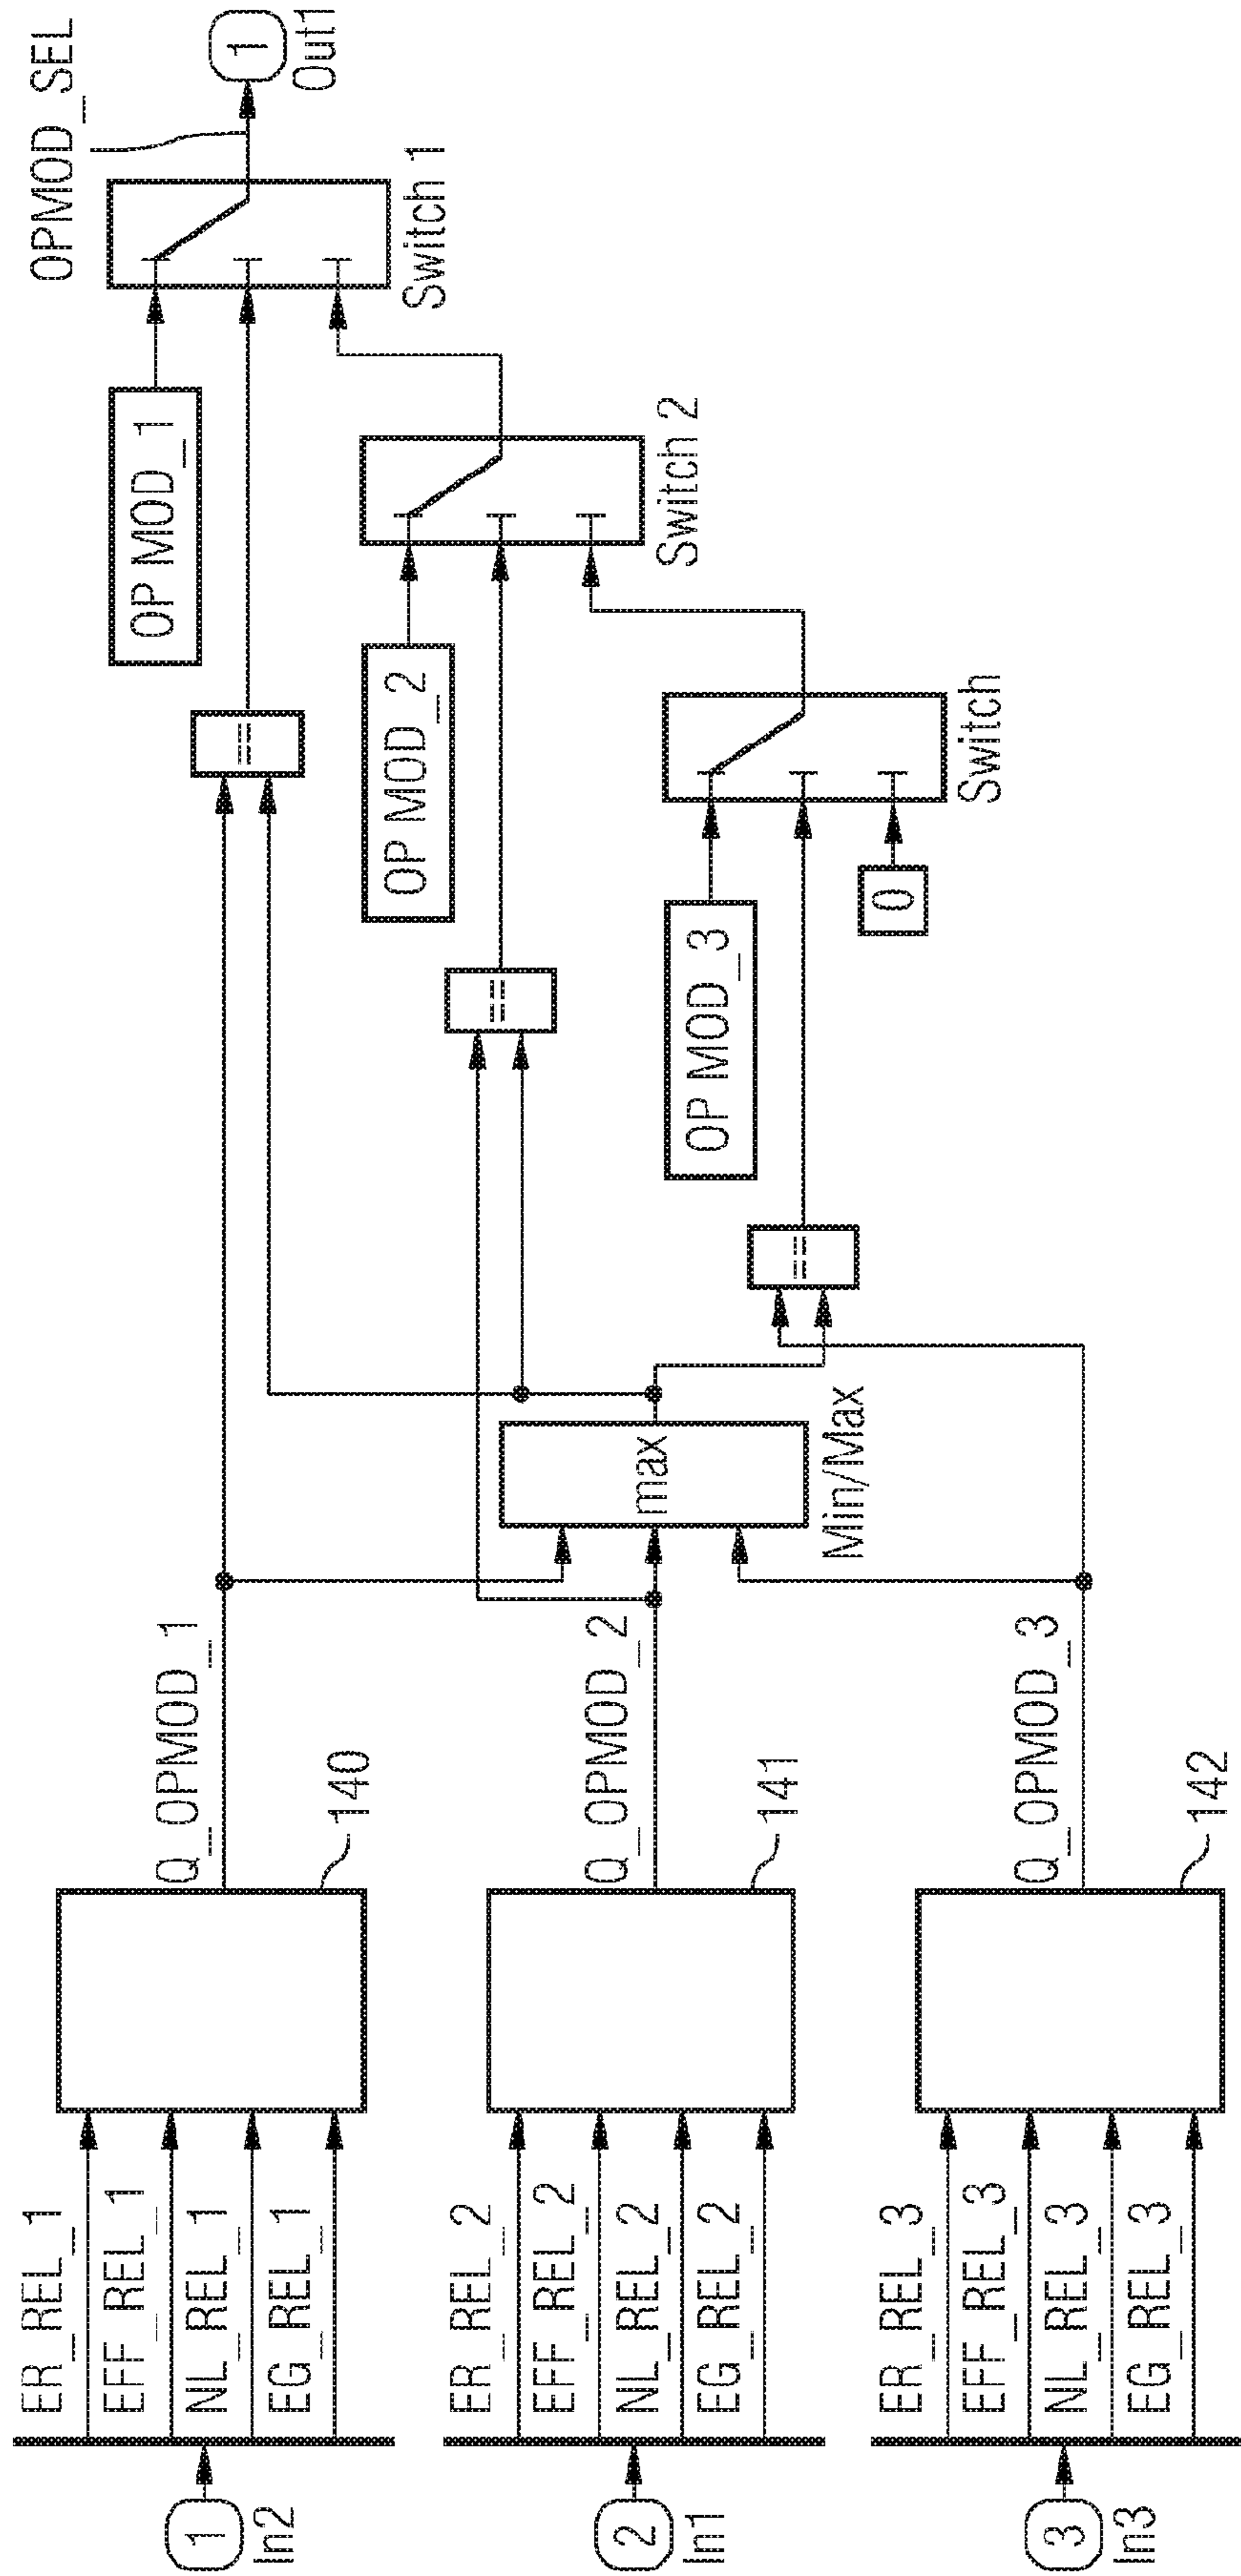 1
In2
ER_REL_1
EFF_REL_1
NL_REL_1
EG_REL_1
140
Q_OPMOD_1
==
OP MOD_1
Switch 1
OPMOD_SEL
1
Out1
2
In1
ER_REL_2
EFF_REL_2
NL_REL_2
EG_REL_2
141
Q_OPMOD_2
max
Min/Max
==
OP MOD_2
Switch 2
3
In3
ER_REL_3
EFF_REL_3
NL_REL_3
EG_REL_3
142
Q_OPMOD_3
==
OP MOD_3
0
Switch